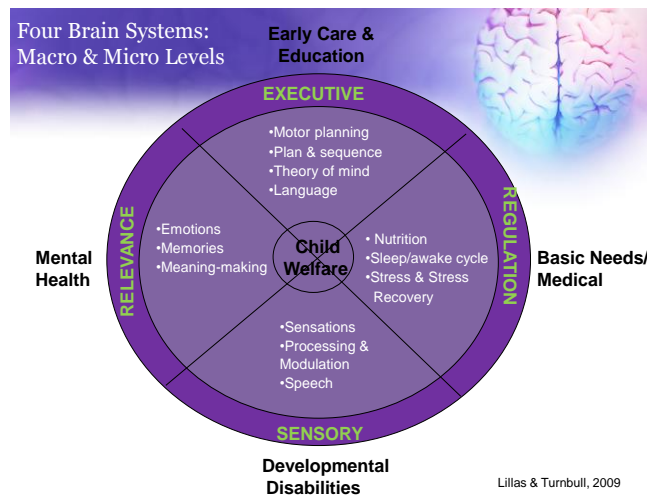 Four Brain Systems:
Macro & Micro Levels
Early Care &
Education
EXECUTIVE
•Motor planning
•Plan & sequence
•Theory of mind
•Language
RELEVANCE
•Emotions
•Memories
•Meaning-making
Child
Welfare
• Nutrition
•Sleep/awake cycle
•Stress & Stress
Recovery
REGULATION
Mental
Health
Basic Needs/
Medical
•Sensations
•Processing &
Modulation
•Speech
SENSORY
Developmental
Disabilities
Lillas & Turnbull, 2009